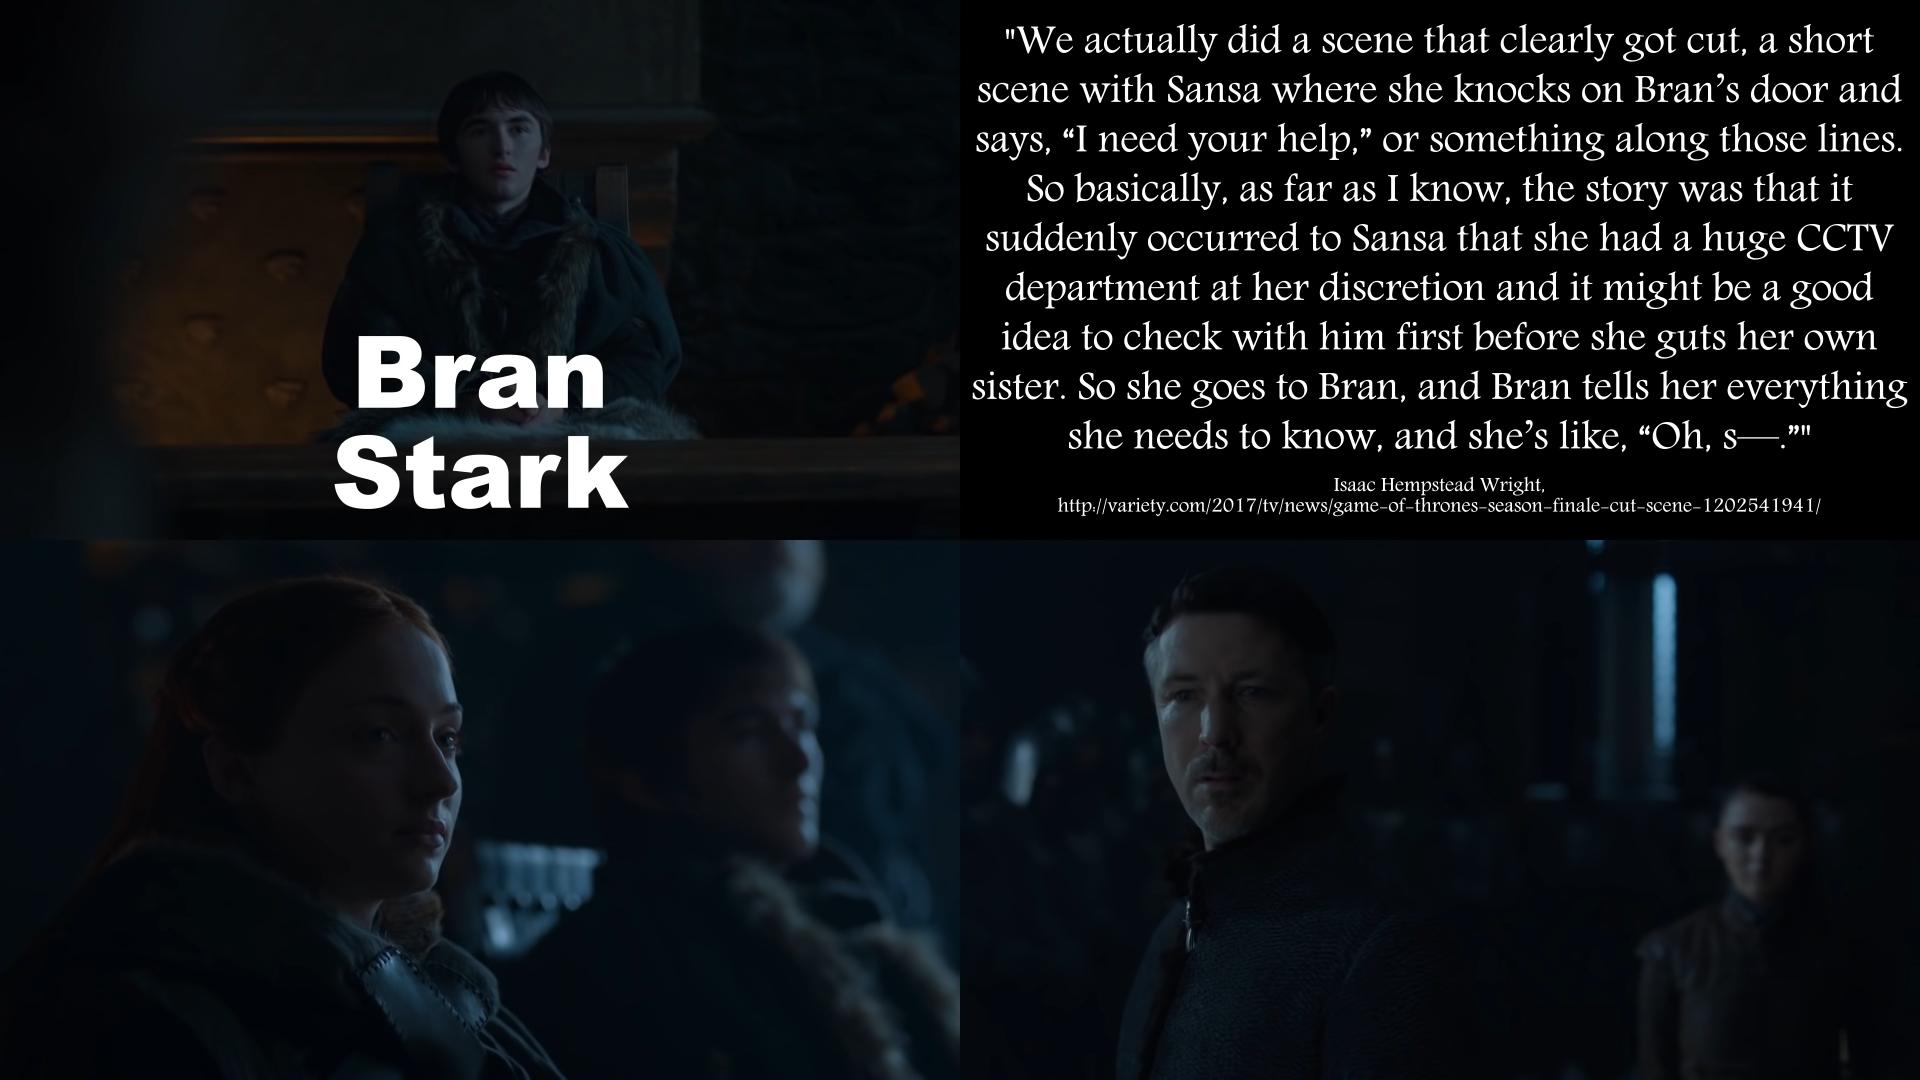 Bran
Stark
"We actually did a scene that clearly got cut, a short
scene with Sansa where she knocks on Bran’s door and
says, “I need your help,” or something along those lines.
So basically, as far as I know, the story was that it
suddenly occurred to Sansa that she had a huge CCTV
department at her discretion and it might be a good
idea to check with him first before she guts her own
sister. So she goes to Bran, and Bran tells her everything
she needs to know, and she’s like, “Oh, s—.”"
Isaac Hempstead Wright,
http://variety.com/2017/tv/news/game-of-thrones-season-finale-cut-scene-1202541941/